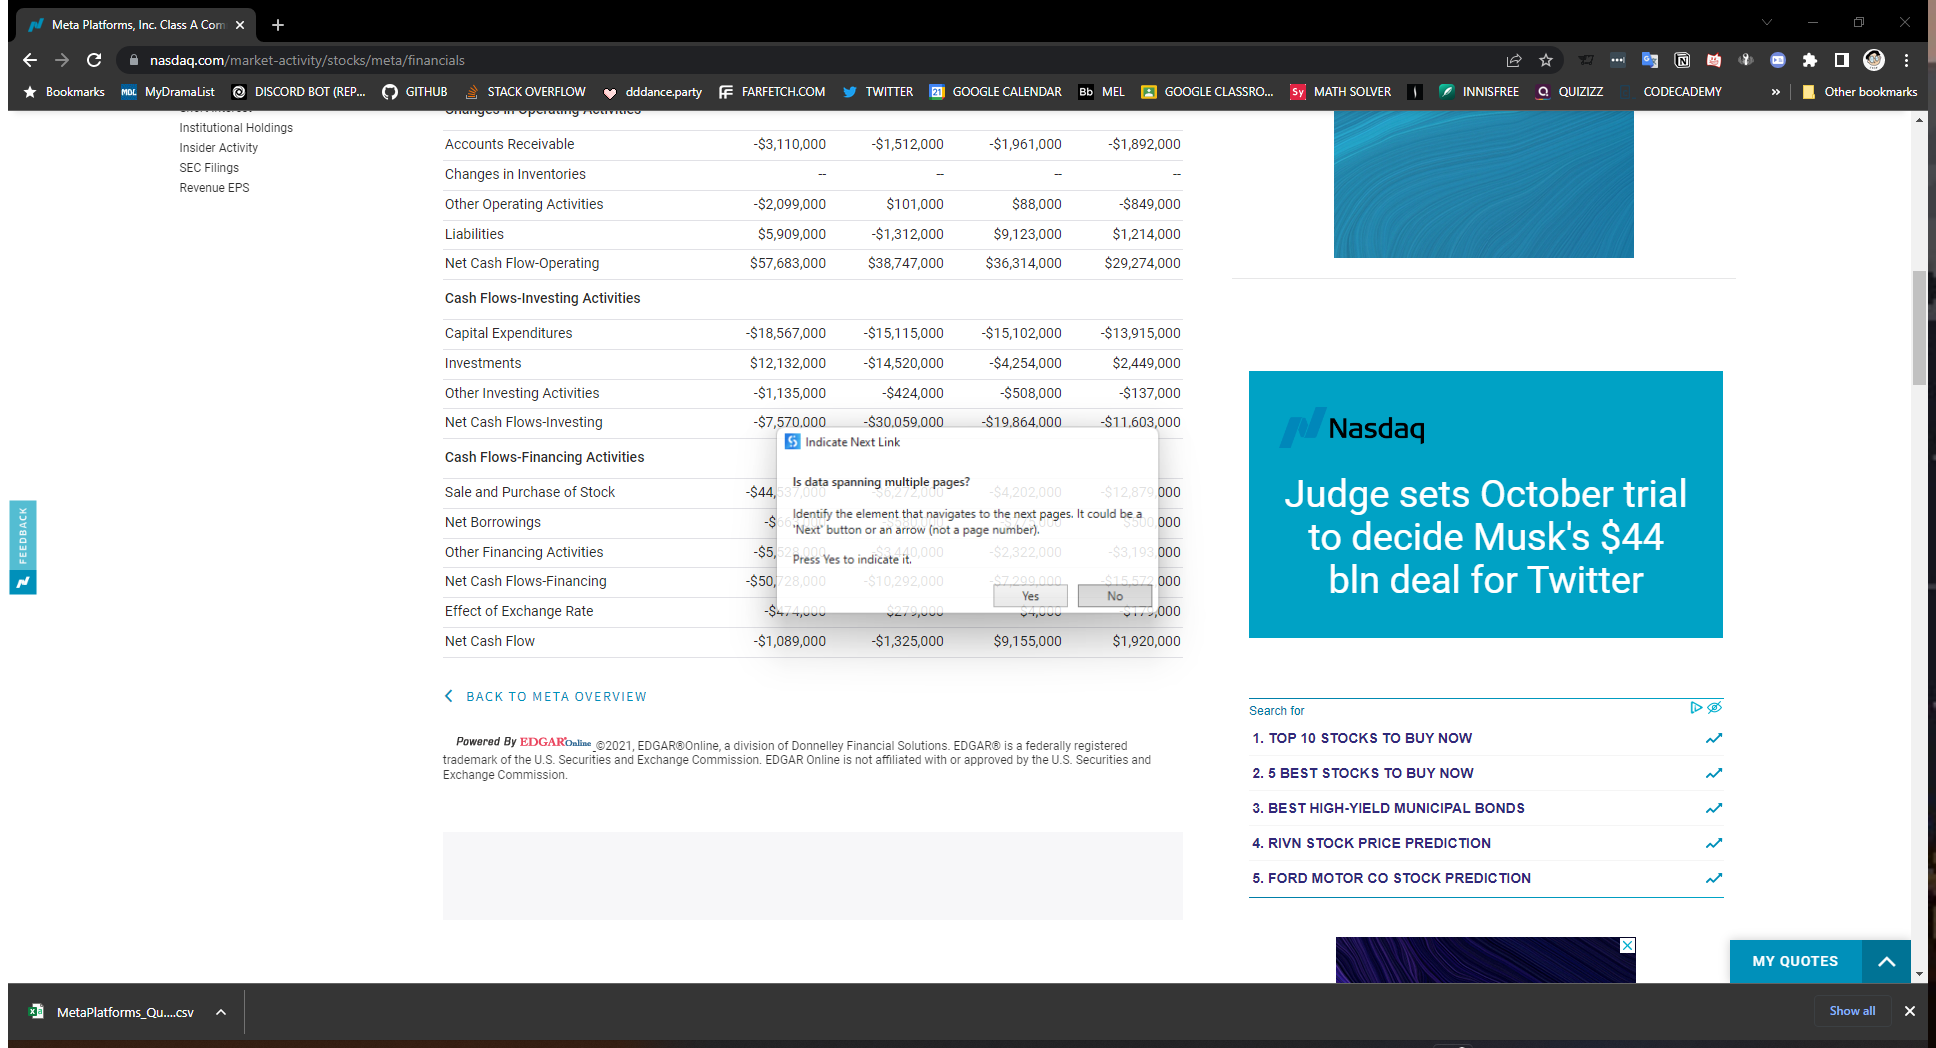 Meta Platforms, Inc. Class A Com
nasdaq.com/market-activity/stocks/meta/financials
Bookmarks
MDL MyDramaList
DISCORD BOT (REP...
GITHUB
STACK OVERFLOW
dddance.party
FARFETCH.COM
TWITTER
21 GOOGLE CALENDAR
Bb MEL
GOOGLE CLASSRO...
Sy MATH SOLVER
INNISFREE
Q QUIZIZZ
CODECADEMY
»
Other bookmarks
Institutional Holdings
Insider Activity
SEC Filings
Revenue EPS
Changes in Operating Activities
Accounts Receivable -$3,110,000 -$1,512,000 -$1,961,000 -$1,892,000
Changes in Inventories -- -- -- --
Other Operating Activities -$2,099,000 $101,000 $88,000 -$849,000
Liabilities $5,909,000 -$1,312,000 $9,123,000 $1,214,000
Net Cash Flow-Operating $57,683,000 $38,747,000 $36,314,000 $29,274,000
Cash Flows-Investing Activities
Capital Expenditures -$18,567,000 -$15,115,000 -$15,102,000 -$13,915,000
Investments $12,132,000 -$14,520,000 -$4,254,000 $2,449,000
Other Investing Activities -$1,135,000 -$424,000 -$508,000 -$137,000
Net Cash Flows-Investing -$7,570,000 -$30,059,000 -$19,864,000 -$11,603,000
Cash Flows-Financing Activities
Sale and Purchase of Stock -$44,537,000 -$6,272,000 -$4,202,000 -$12,879,000
Net Borrowings
Other Financing Activities -$5,528,000 -$3,440,000 -$2,322,000 -$3,193,000
Net Cash Flows-Financing -$50,728,000 -$10,292,000 -$7,299,000 -$15,572,000
Effect of Exchange Rate -$474,000 $279,000 $4,000 $179,000
Net Cash Flow -$1,089,000 -$1,325,000 $9,155,000 $1,920,000
Indicate Next Link
Is data spanning multiple pages?
Identify the element that navigates to the next pages. It could be a
'Next' button or an arrow (not a page number).
Press Yes to indicate it.
Yes No
BACK TO META OVERVIEW
Powered By EDGAR Online ©2021, EDGAR®Online, a division of Donnelley Financial Solutions. EDGAR® is a federally registered
trademark of the U.S. Securities and Exchange Commission. EDGAR Online is not affiliated with or approved by the U.S. Securities and
Exchange Commission.
FEEDBACK
Nasdaq
Judge sets October trial
to decide Musk's $44
bln deal for Twitter
Search for
1. TOP 10 STOCKS TO BUY NOW
2. 5 BEST STOCKS TO BUY NOW
3. BEST HIGH-YIELD MUNICIPAL BONDS
4. RIVN STOCK PRICE PREDICTION
5. FORD MOTOR CO STOCK PREDICTION
MY QUOTES
MetaPlatforms_Qu....csv
Show all